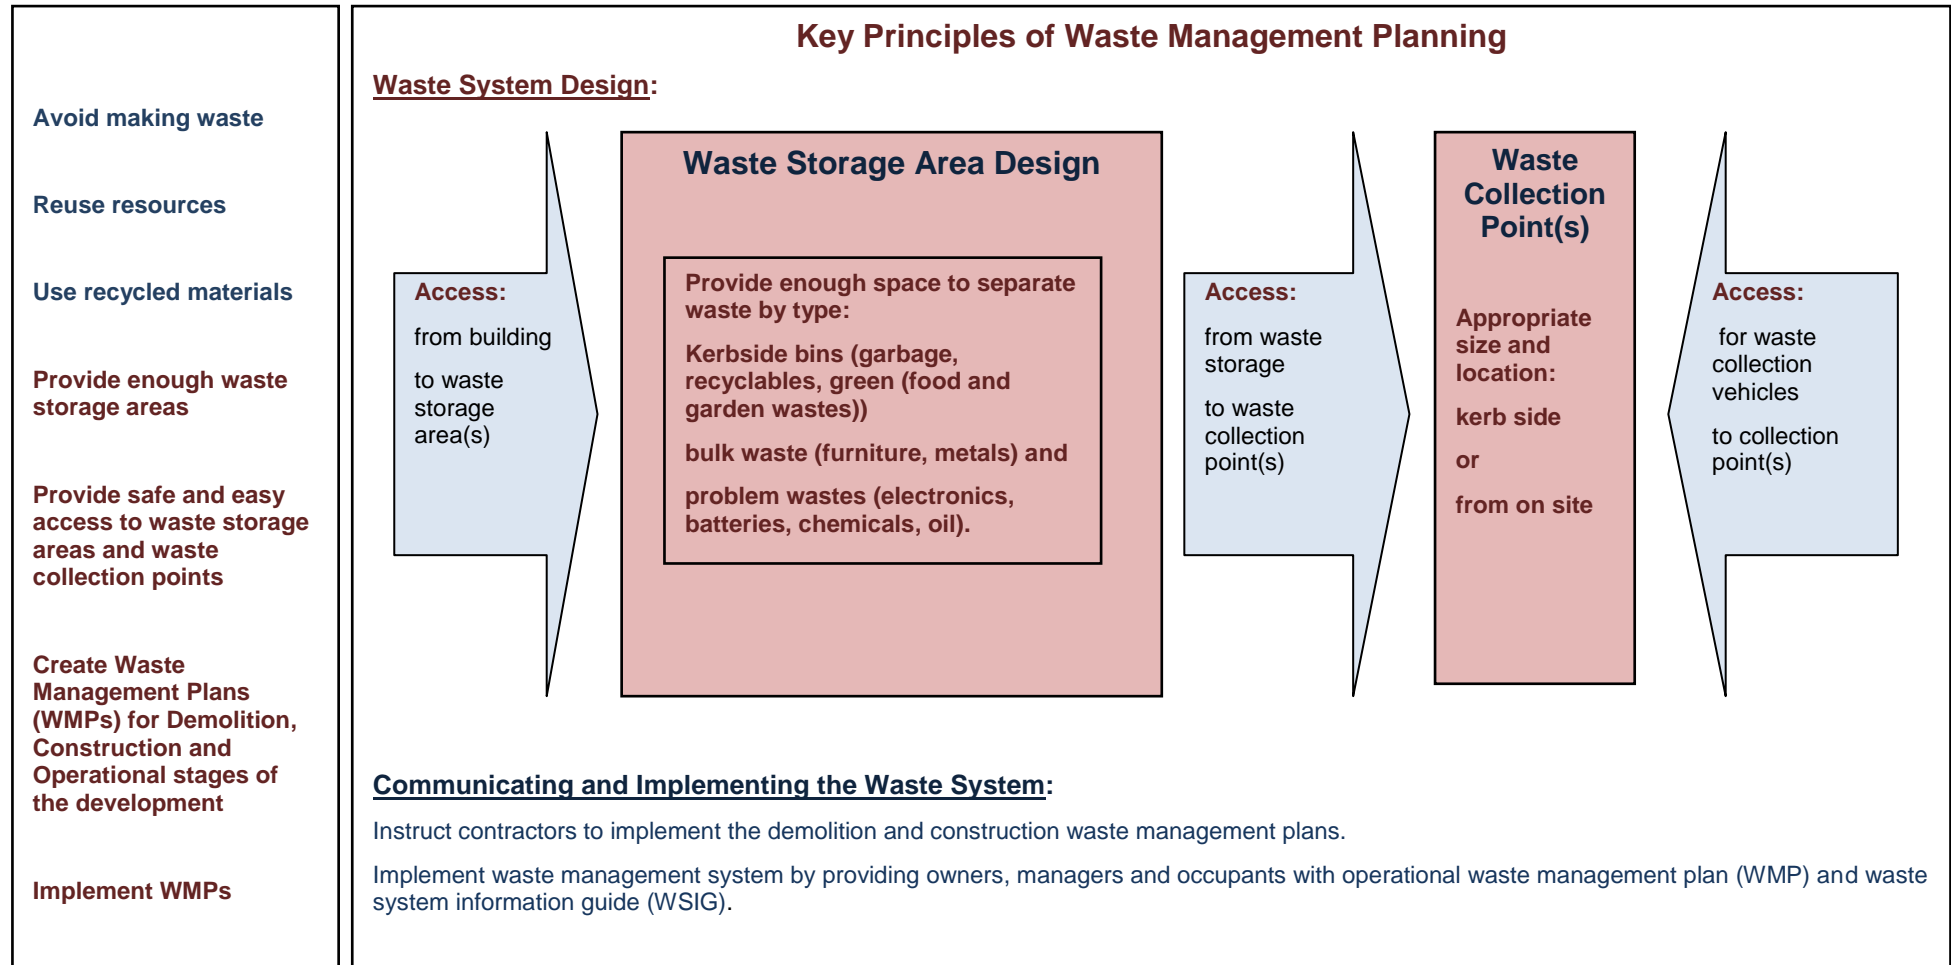 Avoid making waste
Reuse resources
Use recycled materials
Provide enough waste
storage areas
Provide safe and easy
access to waste storage
areas and waste
collection points
Create Waste
Management Plans
(WMPs) for Demolition,
Construction and
Operational stages of
the development
Implement WMPs
Key Principles of Waste Management Planning
Waste System Design:
Access:
from building
to waste
storage
area(s)
Waste Storage Area Design
Provide enough space to separate
waste by type:
Kerbside bins (garbage,
recyclables, green (food and
garden wastes))
bulk waste (furniture, metals) and
problem wastes (electronics,
batteries, chemicals, oil).
Access:
from waste
storage
to waste
collection
point(s)
Waste
Collection
Point(s)
Appropriate
size and
location:
kerb side
or
from on site
Access:
for waste
collection
vehicles
to collection
point(s)
Communicating and Implementing the Waste System:
Instruct contractors to implement the demolition and construction waste management plans.
Implement waste management system by providing owners, managers and occupants with operational waste management plan (WMP) and waste
system information guide (WSIG).